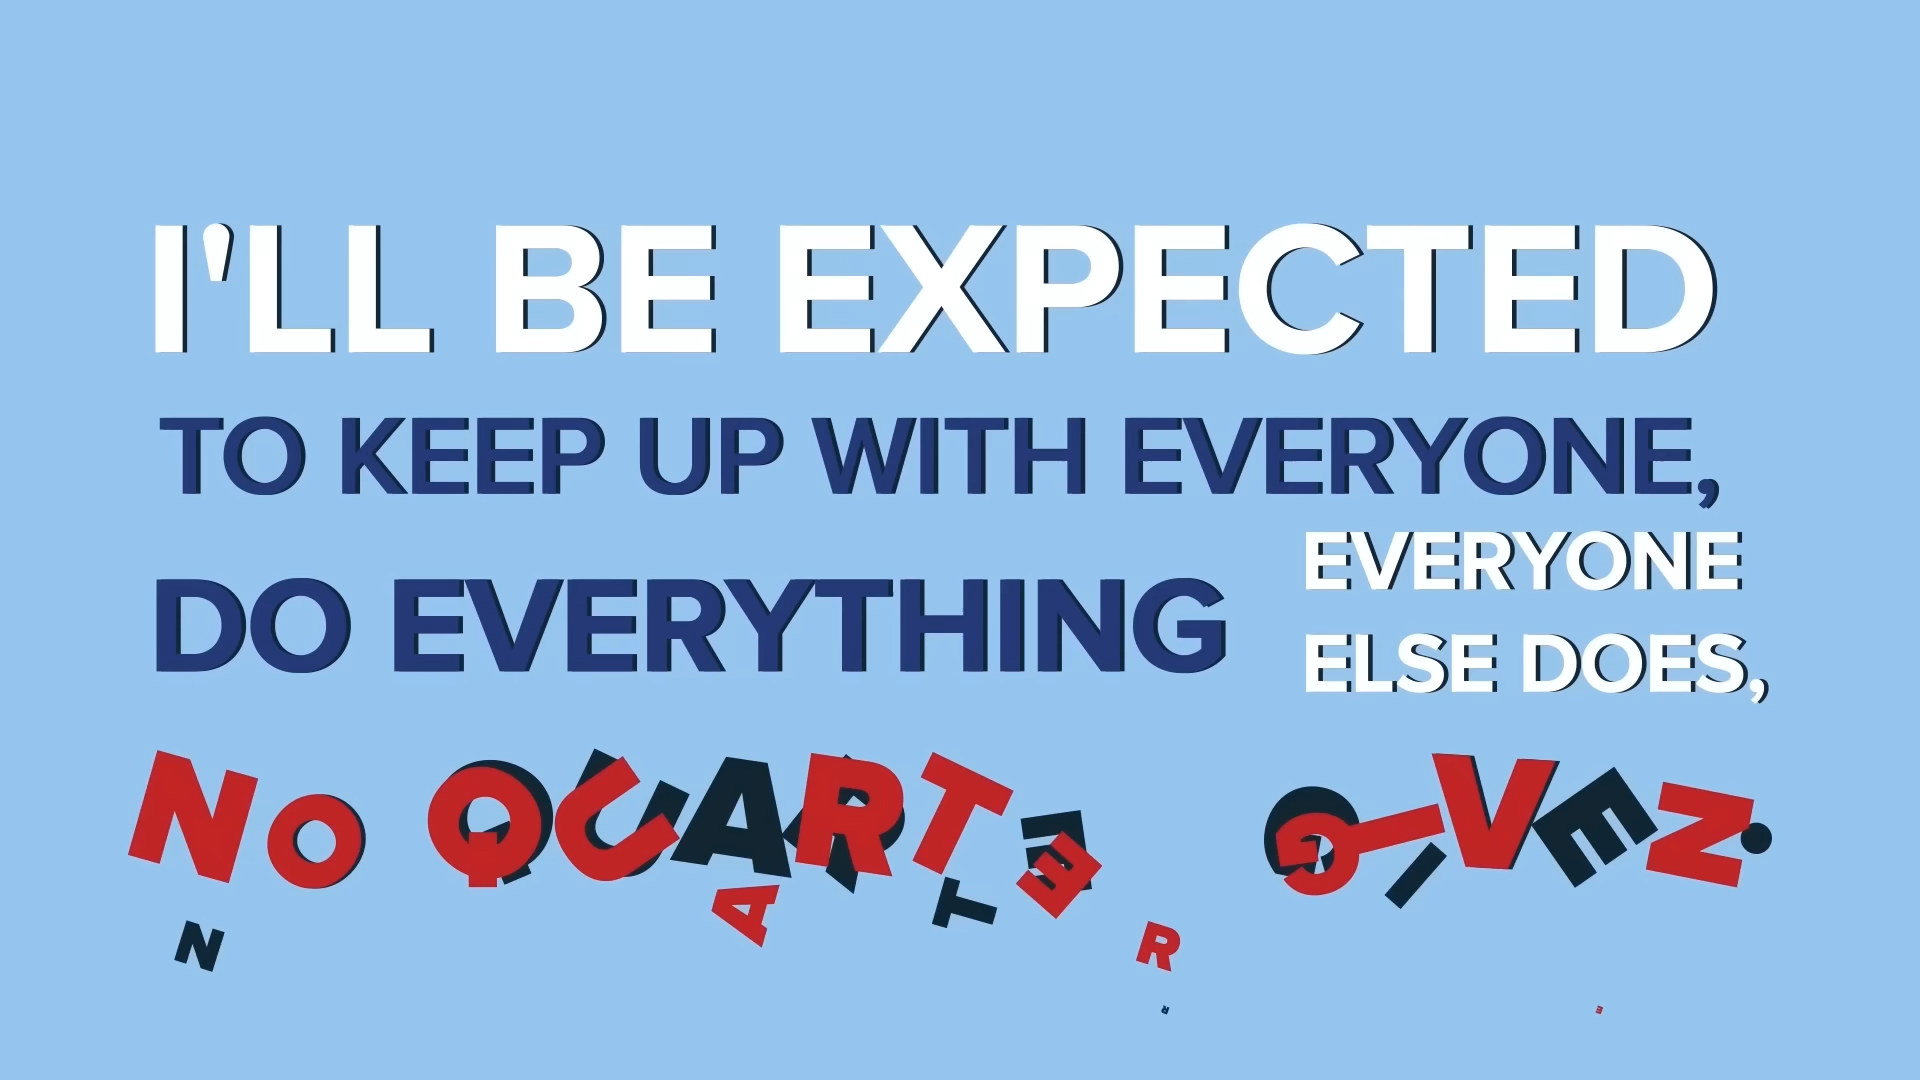 I'LL BE EXPECTED
TO KEEP UP WITH EVERYONE,
DO EVERYTHING
EVERYONE
ELSE DOES,
NO QUARTER GIVEN.